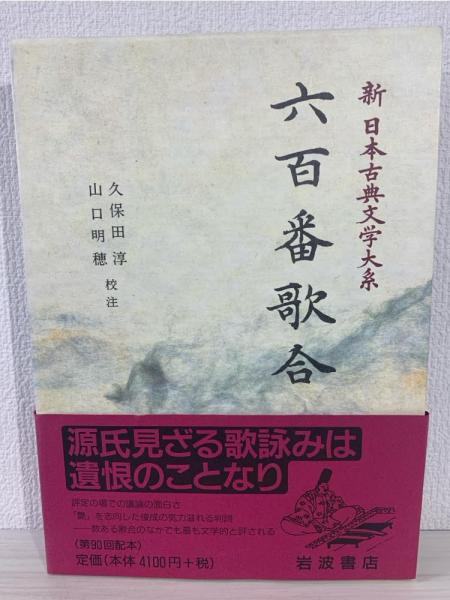 新 日本古典文学大系
六百番歌合
久保田淳
山口明穂 校注
源氏見ざる歌詠みは
遺恨のことなり
評定の場での議論の面白さ
「艶」を志向した俊成の気力溢れる判詞
――数ある歌合のなかでも最も文学的と評される
〈第90回配本〉
定価(本体4100円+税)
岩波書店